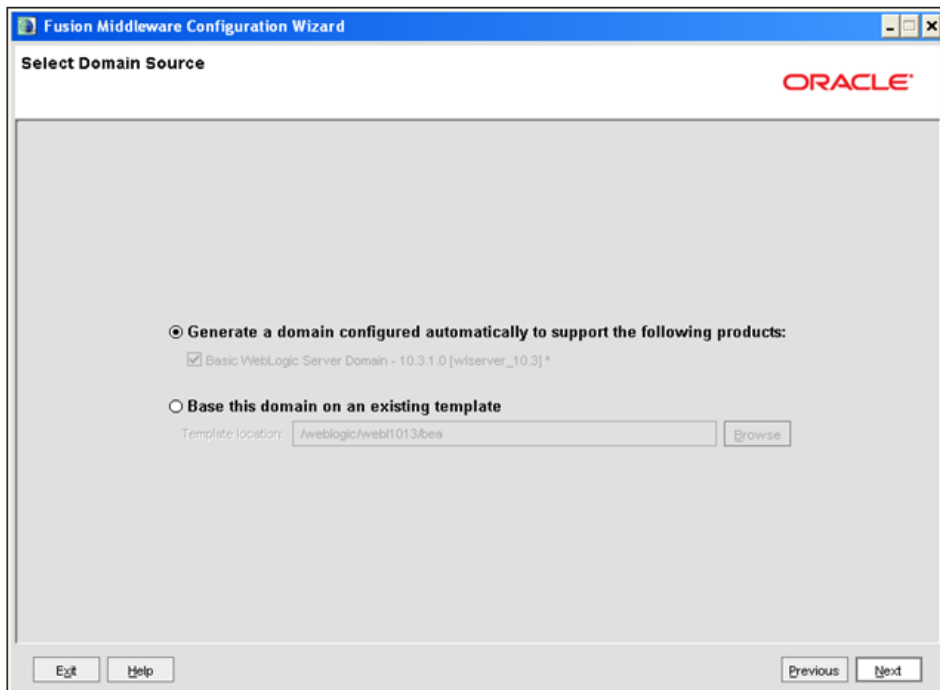 Fusion Middleware Configuration Wizard
Select Domain Source
ORACLE
Generate a domain configured automatically to support the following products:
Basic WebLogic Server Domain - 10.3.1.0 [wlserver_10.3] *
Base this domain on an existing template
Template location: /weblogic/webl1013/bea Browse
Exit Help Previous Next